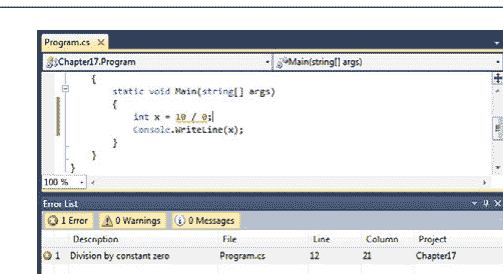 Program.cs X
Chapter17.Program Main(string[] args)
{
static void Main(string[] args)
{
int x = 10 / 0;
Console.WriteLine(x);
}
}
}
100 %
Error List
1 Error 0 Warnings 0 Messages
Description File Line Column Project
1 Division by constant zero Program.cs 12 21 Chapter17